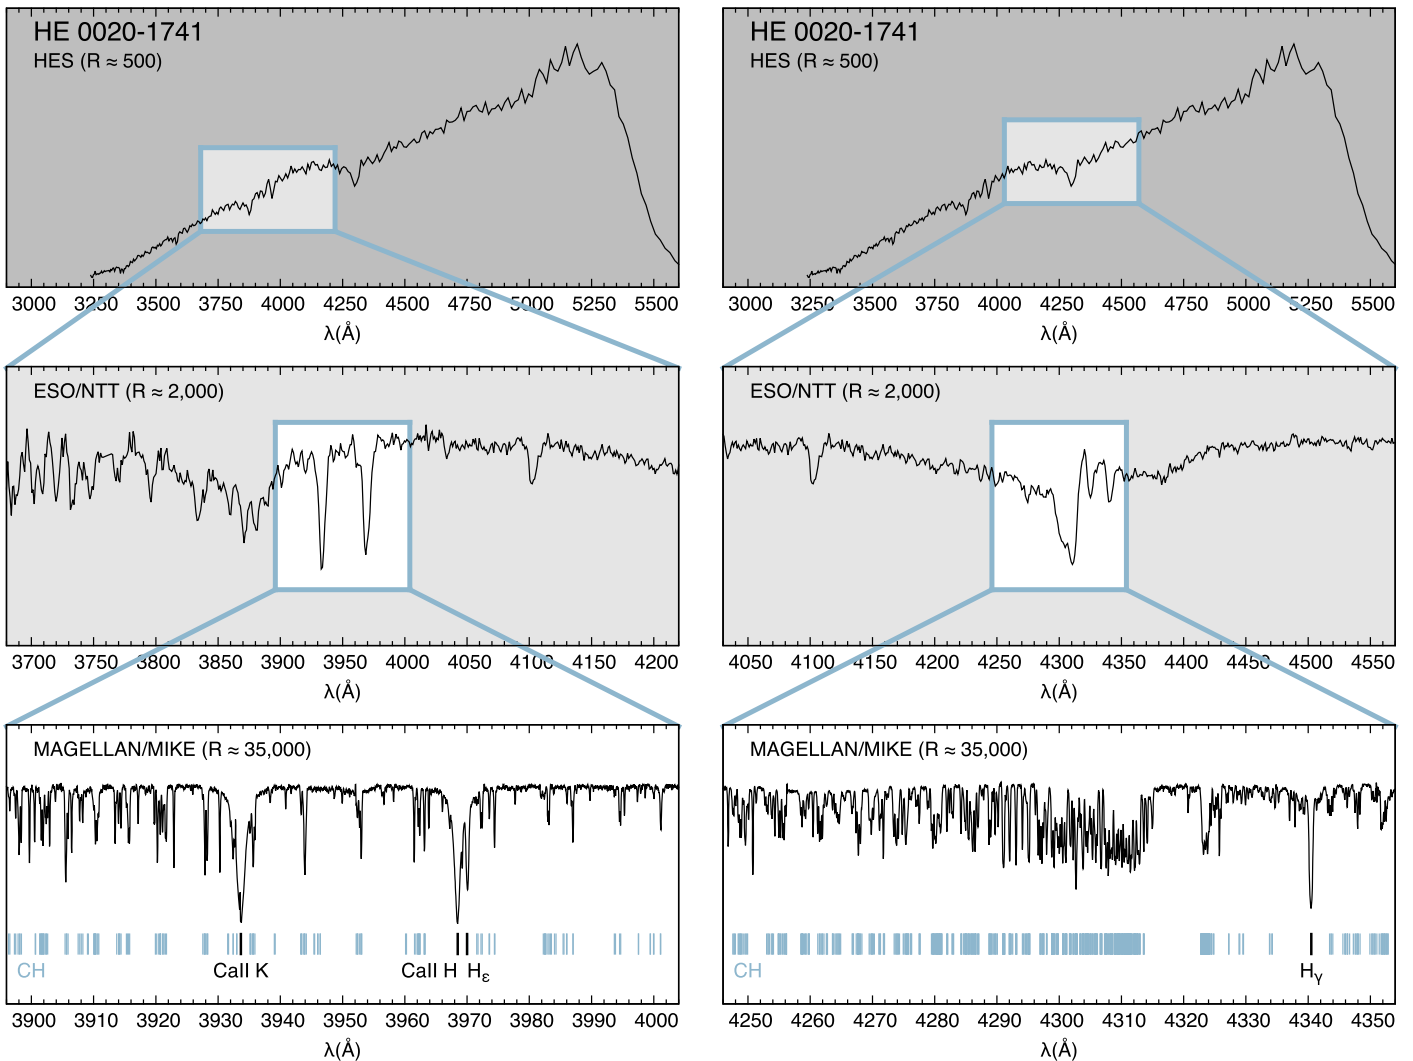 HE 0020-1741
HES (R ≈ 500)
3000 3250 3500 3750 4000 4250 4500 4750 5000 5250 5500
λ(Å)
HE 0020-1741
HES (R ≈ 500)
3000 3250 3500 3750 4000 4250 4500 4750 5000 5250 5500
λ(Å)
ESO/NTT (R ≈ 2,000)
3700 3750 3800 3850 3900 3950 4000 4050 4100 4150 4200
λ(Å)
ESO/NTT (R ≈ 2,000)
4050 4100 4150 4200 4250 4300 4350 4400 4450 4500 4550
λ(Å)
MAGELLAN/MIKE (R ≈ 35,000)
CH CaII K CaII H Hε
3900 3910 3920 3930 3940 3950 3960 3970 3980 3990 4000
λ(Å)
MAGELLAN/MIKE (R ≈ 35,000)
CH Hγ
4250 4260 4270 4280 4290 4300 4310 4320 4330 4340 4350
λ(Å)